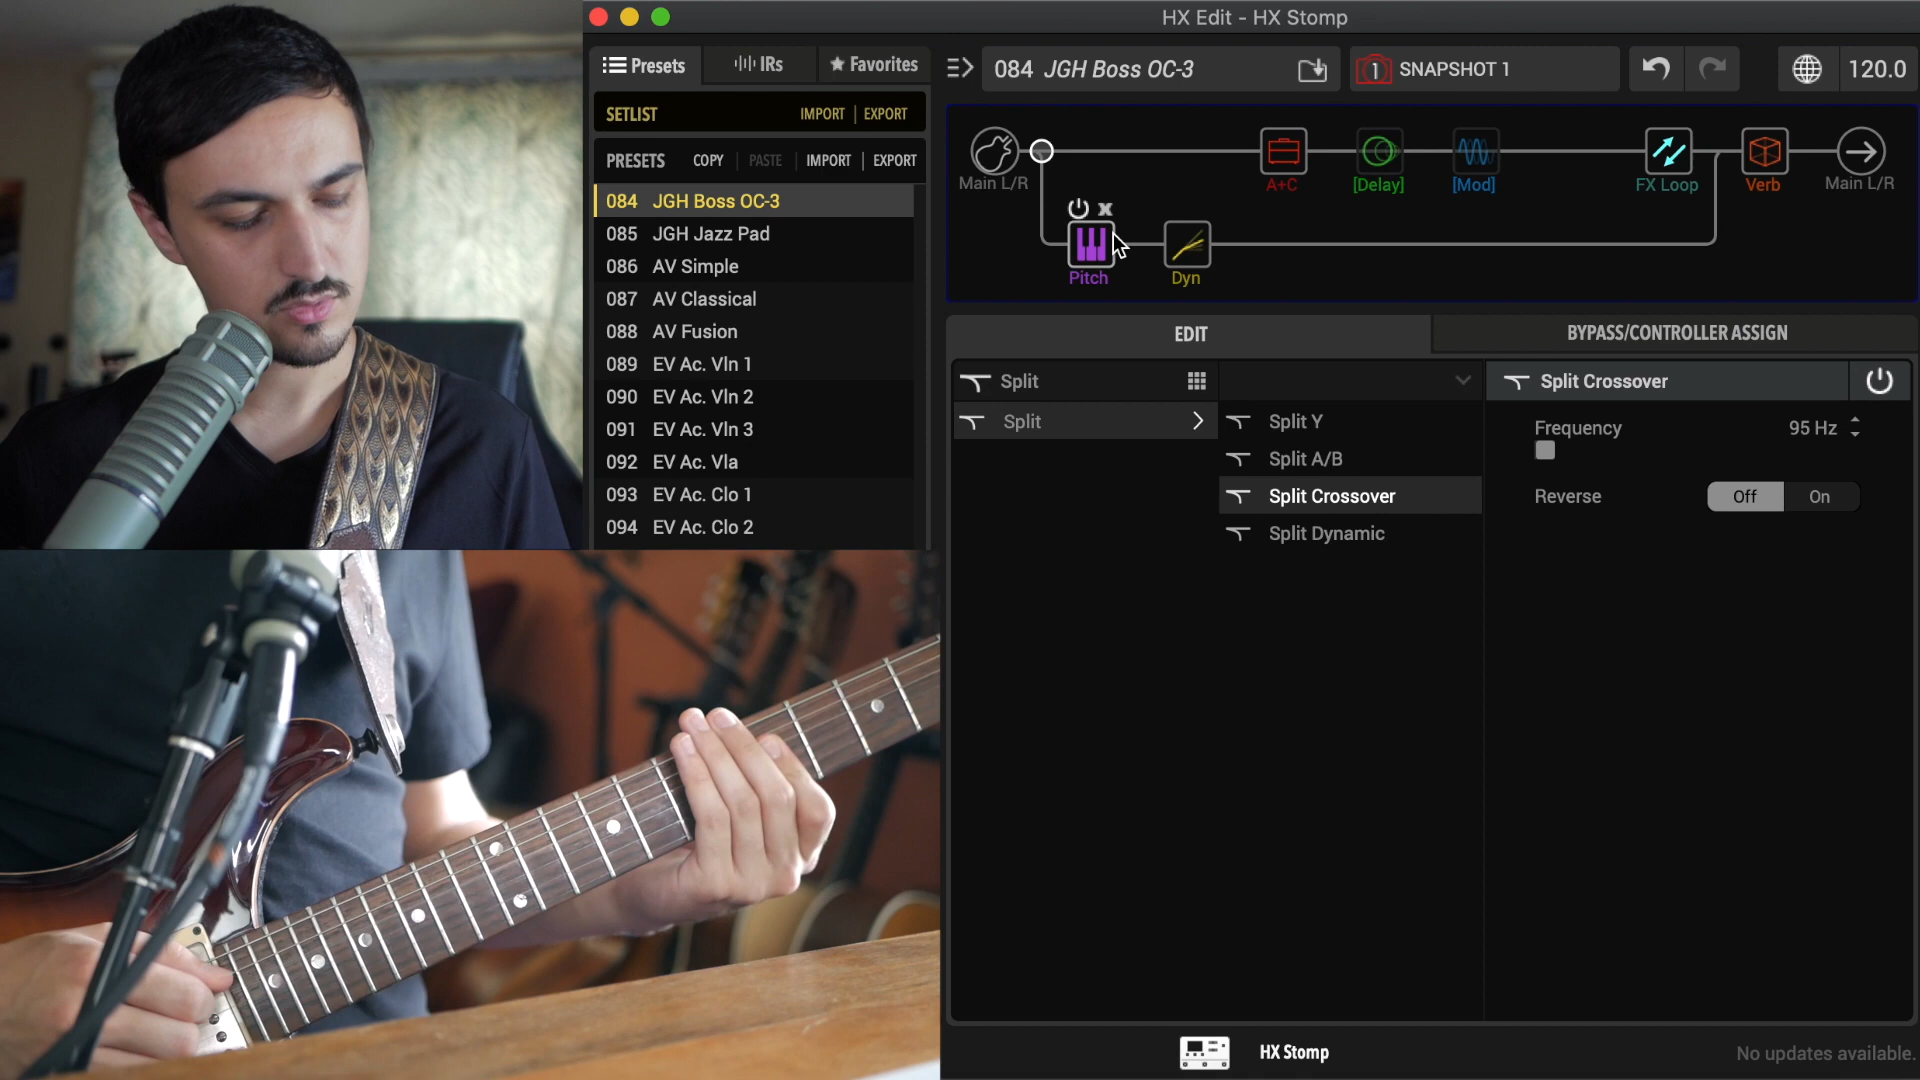 HX Edit - HX Stomp
Presets
IRs
Favorites
084 JGH Boss OC-3
1 SNAPSHOT 1
120.0
SETLIST
IMPORT | EXPORT
PRESETS COPY | PASTE | IMPORT | EXPORT
084 JGH Boss OC-3
085 JGH Jazz Pad
086 AV Simple
087 AV Classical
088 AV Fusion
089 EV Ac. Vln 1
090 EV Ac. Vln 2
091 EV Ac. Vln 3
092 EV Ac. Vla
093 EV Ac. Clo 1
094 EV Ac. Clo 2
Main L/R
A+C
[Delay]
[Mod]
FX Loop
Verb
Main L/R
X
Pitch
Dyn
EDIT
BYPASS/CONTROLLER ASSIGN
Split
Split
Split Y
Split A/B
Split Crossover
Split Dynamic
Split Crossover
Frequency 95 Hz
Reverse Off On
HX Stomp
No updates available.